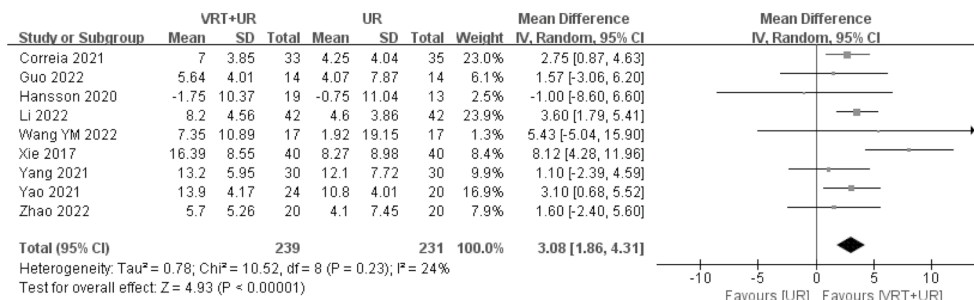 VRT+UR UR Mean Difference Mean Difference
Study or Subgroup Mean SD Total Mean SD Total Weight IV, Random, 95% CI IV, Random, 95% CI
Correia 2021 7 3.85 33 4.25 4.04 35 23.0% 2.75 [0.87, 4.63]
Guo 2022 5.64 4.01 14 4.07 7.87 14 6.1% 1.57 [-3.06, 6.20]
Hansson 2020 -1.75 10.37 19 -0.75 11.04 13 2.5% -1.00 [-8.60, 6.60]
Li 2022 8.2 4.56 42 4.6 3.86 42 23.9% 3.60 [1.79, 5.41]
Wang YM 2022 7.35 10.89 17 1.92 19.15 17 1.3% 5.43 [-5.04, 15.90]
Xie 2017 16.39 8.55 40 8.27 8.98 40 8.4% 8.12 [4.28, 11.96]
Yang 2021 13.2 5.95 30 12.1 7.72 30 9.9% 1.10 [-2.39, 4.59]
Yao 2021 13.9 4.17 24 10.8 4.01 20 16.9% 3.10 [0.68, 5.52]
Zhao 2022 5.7 5.26 20 4.1 7.45 20 7.9% 1.60 [-2.40, 5.60]
Total (95% CI) 239 231 100.0% 3.08 [1.86, 4.31]
Heterogeneity: Tau² = 0.78; Chi² = 10.52, df = 8 (P = 0.23); I² = 24%
Test for overall effect: Z = 4.93 (P < 0.00001)
-10 -5 0 5 10
Favours [UR] Favours [VRT+UR]